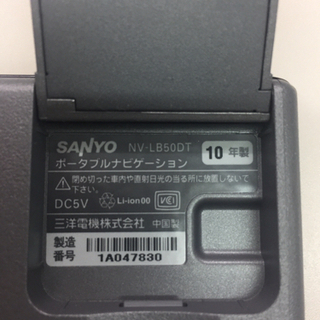 SANYO NV-LB50DT
ポータブルナビゲーション 10年製
⚠閉め切った車内や直射日光の当る所に放置しないで
下さい。
DC5V Li-ion00 VCI
三洋電機株式会社 中国製
製造
番号 1A047830